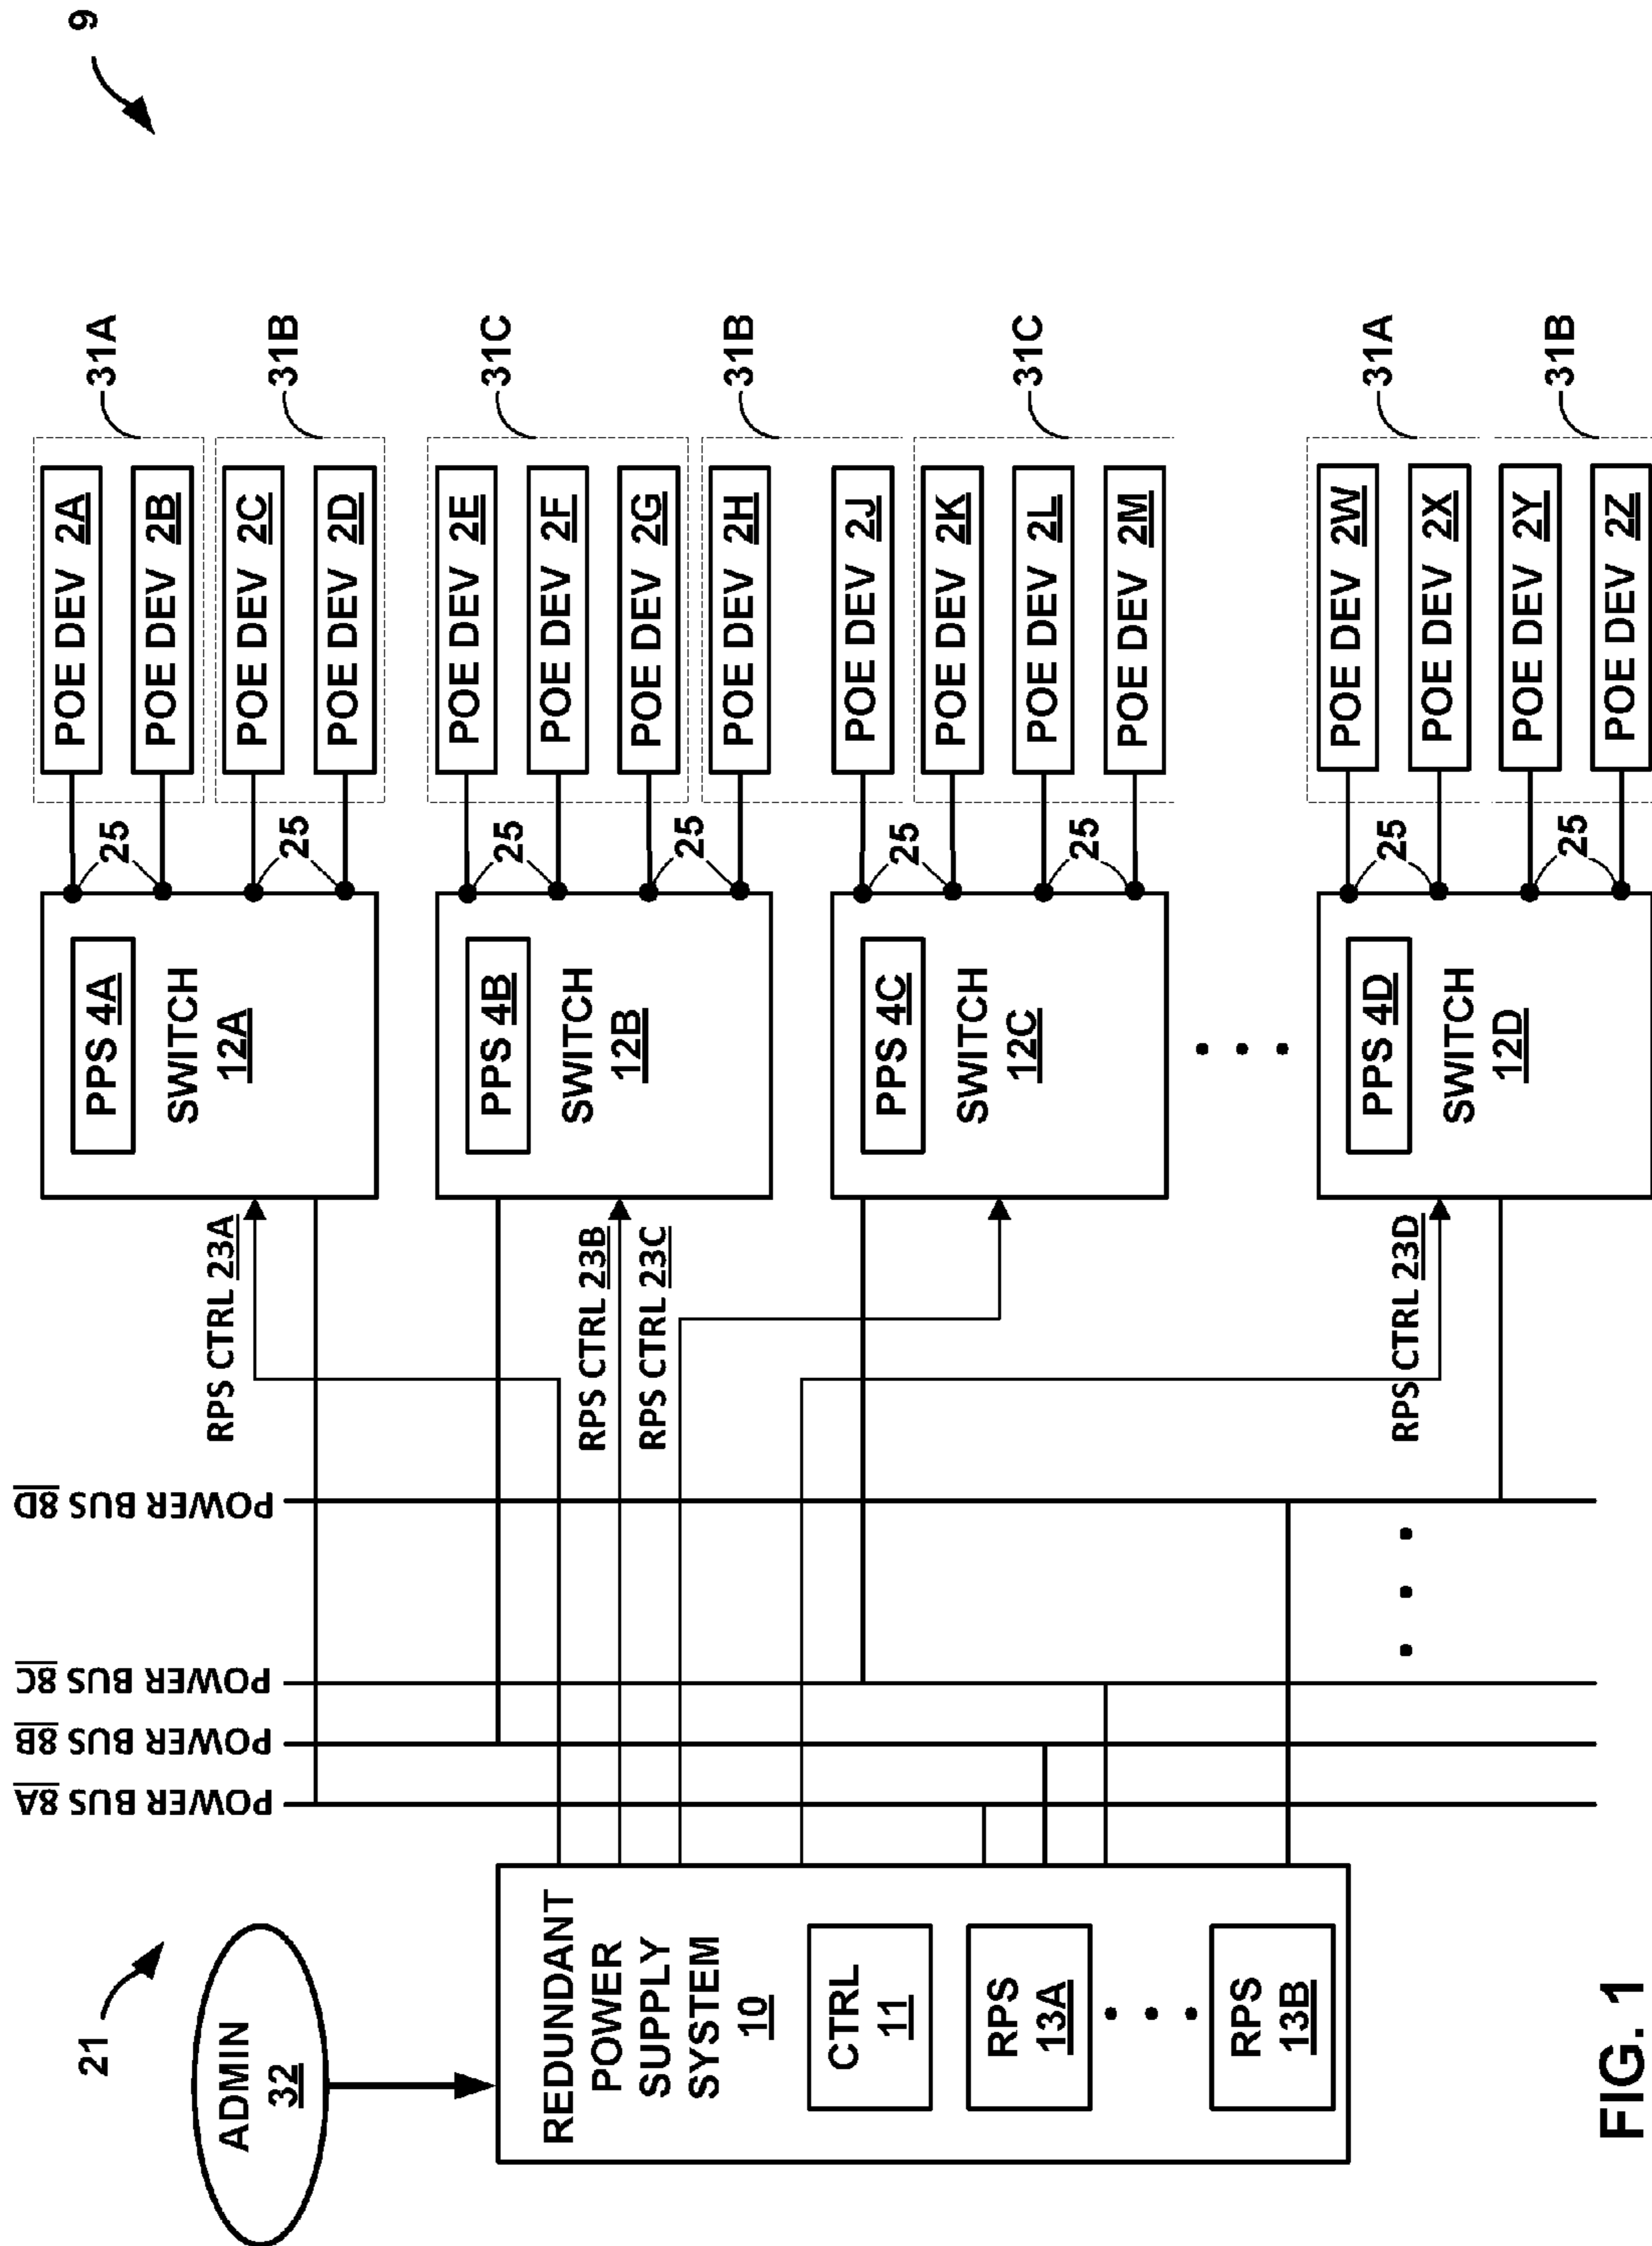 9
21
ADMIN
32
REDUNDANT
POWER
SUPPLY
SYSTEM
10
CTRL
11
RPS
13A
RPS
13B
POWER BUS 8A
POWER BUS 8B
POWER BUS 8C
POWER BUS 8D
RPS CTRL 23A
RPS CTRL 23B
RPS CTRL 23C
RPS CTRL 23D
PPS 4A
SWITCH
12A
25
25
POE DEV 2A
POE DEV 2B
POE DEV 2C
POE DEV 2D
31A
31B
PPS 4B
SWITCH
12B
25
25
POE DEV 2E
POE DEV 2F
POE DEV 2G
POE DEV 2H
31C
31B
PPS 4C
SWITCH
12C
25
25
POE DEV 2J
POE DEV 2K
POE DEV 2L
POE DEV 2M
31C
PPS 4D
SWITCH
12D
25
25
POE DEV 2W
POE DEV 2X
POE DEV 2Y
POE DEV 2Z
31A
31B
FIG. 1